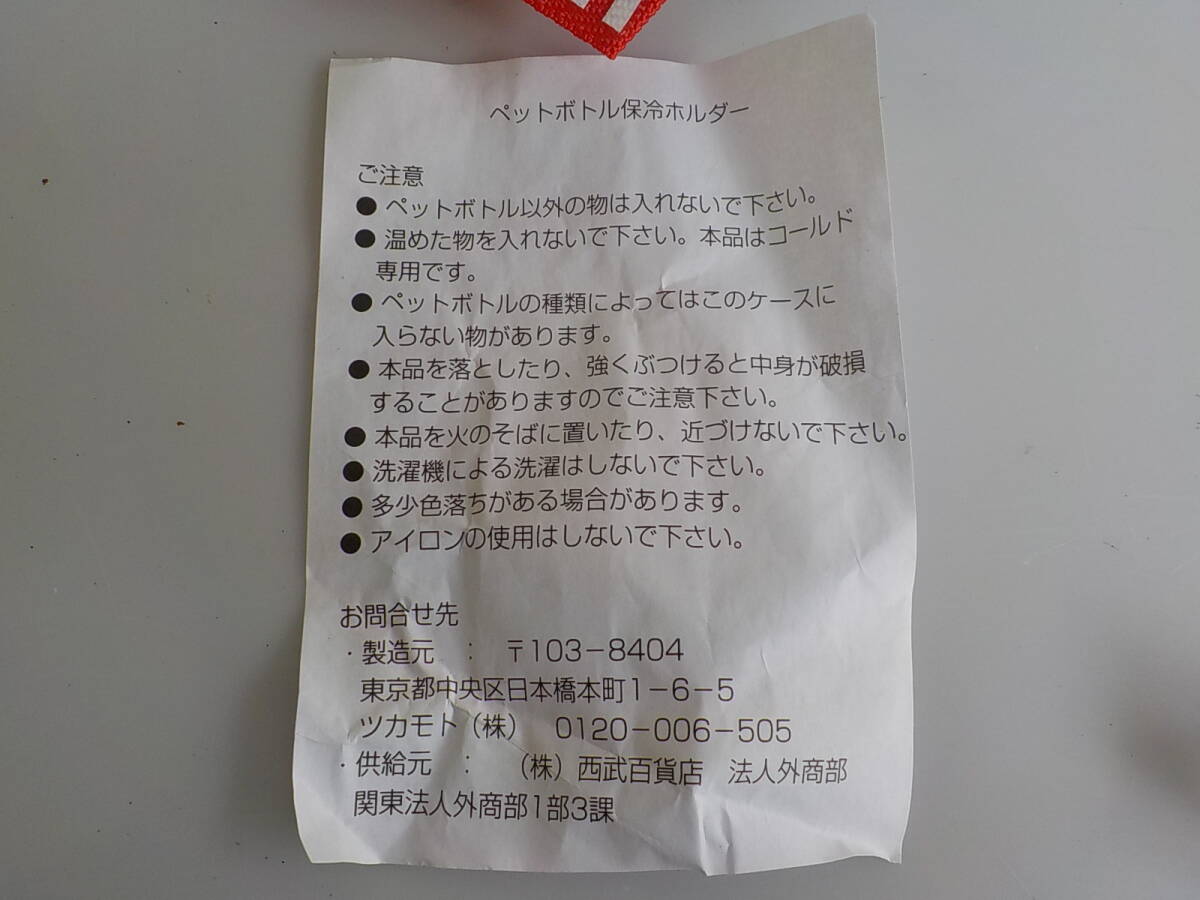 ペットボトル保冷ホルダー
ご注意
● ペットボトル以外の物は入れないで下さい。
● 温めた物を入れないで下さい。本品はコールド
専用です。
● ペットボトルの種類によってはこのケースに
入らない物があります。
● 本品を落としたり、強くぶつけると中身が破損
することがありますのでご注意下さい。
● 本品を火のそばに置いたり、近づけないで下さい。
● 洗濯機による洗濯はしないで下さい。
● 多少色落ちがある場合があります。
● アイロンの使用はしないで下さい。
お問合せ先
・製造元 ： 〒103－8404
東京都中央区日本橋本町1－6－5
ツカモト（株） 0120－006－505
・供給元 ： （株）西武百貨店 法人外商部
関東法人外商部1部3課